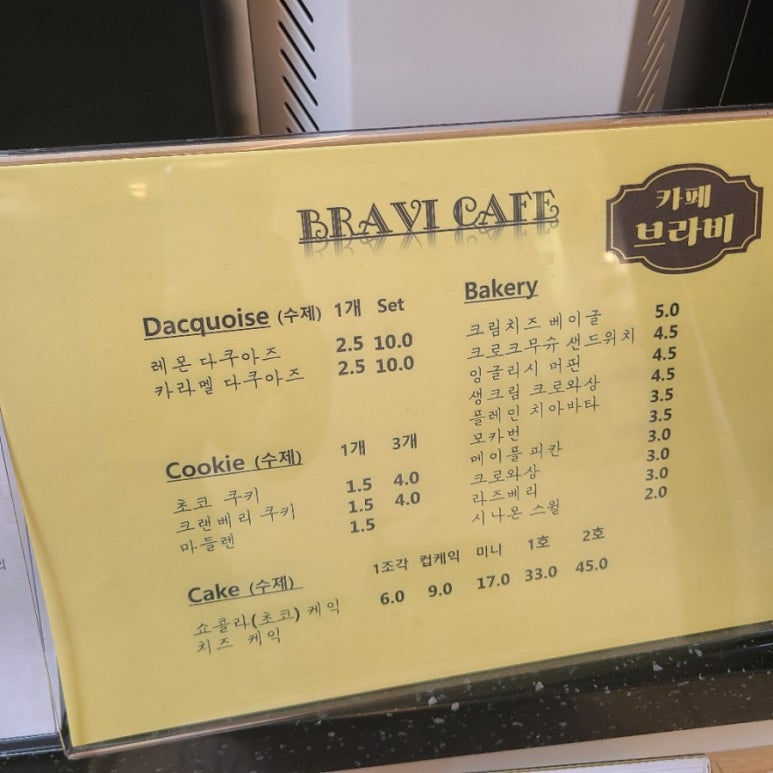 BRAVI CAFE
카페
브라비
Dacquoise (수제) 1개 Set
레몬 다쿠아즈 2.5 10.0
카라멜 다쿠아즈 2.5 10.0
Cookie (수제) 1개 3개
초코 쿠키 1.5 4.0
크랜베리 쿠키 1.5 4.0
마들렌 1.5
Cake (수제) 1조각 컵케익 미니 1호 2호
쇼콜라(초코) 케익 6.0 9.0 17.0 33.0 45.0
치즈 케익
Bakery
크림치즈 베이글 5.0
크로크무슈 샌드위치 4.5
잉글리시 머핀 4.5
생크림 크로와상 4.5
플레인 치아바타 3.5
모카번 3.5
메이플 피칸 3.0
크로와상 3.0
라즈베리 3.0
시나몬 스월 2.0